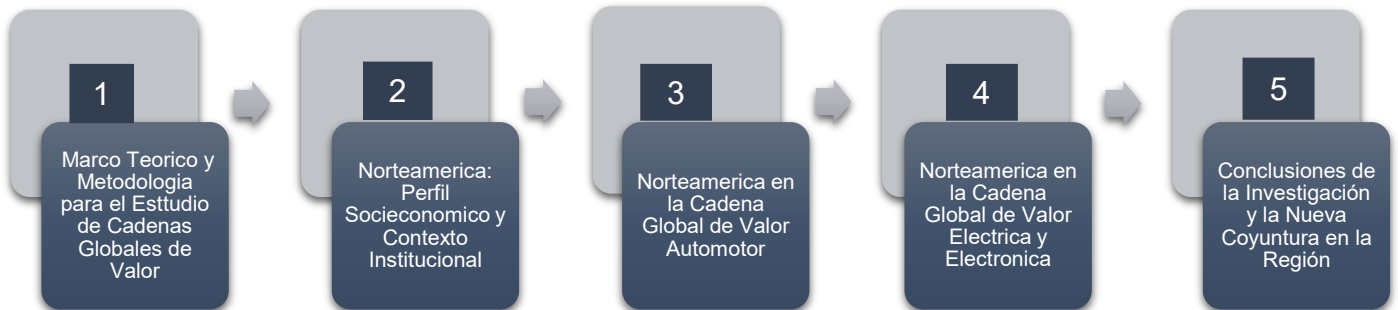 1
Marco Teorico y
Metodologia
para el Esttudio
de Cadenas
Globales de
Valor
2
Norteamerica:
Perfil
Socieconomico y
Contexto
Institucional
3
Norteamerica en
la Cadena
Global de Valor
Automotor
4
Norteamerica en
la Cadena
Global de Valor
Electrica y
Electronica
5
Conclusiones de
la Investigación
y la Nueva
Coyuntura en la
Región